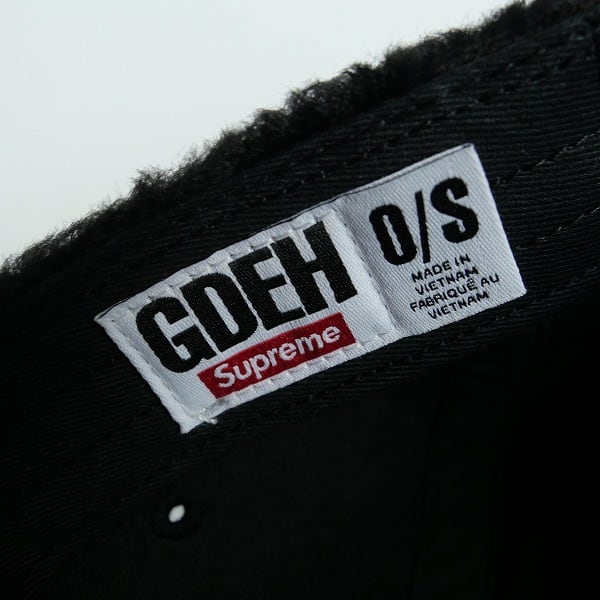 GDEH
Supreme
O/S
MADE IN
VIETNAM
FABRIQUÉ AU
VIETNAM